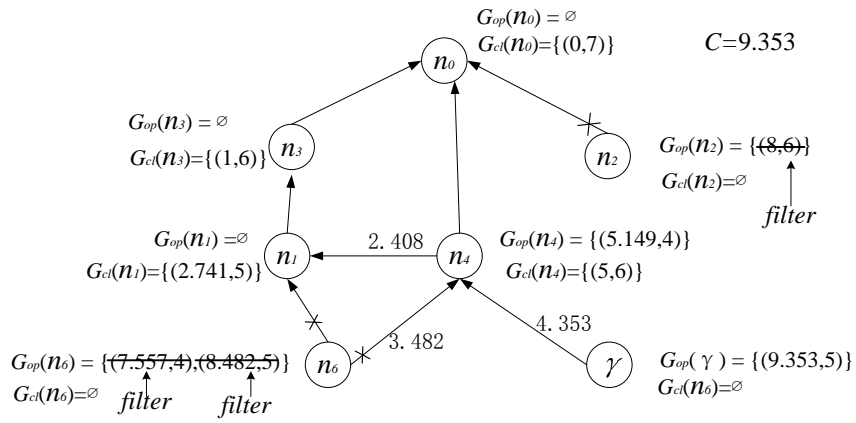 Gop(n0) = ∅
Gcl(n0)={(0,7)}
C=9.353
n0
Gop(n3) = ∅
Gcl(n3)={(1,6)}
n3
n2
Gop(n2) = {(8,6)}
Gcl(n2)=∅
filter
Gop(n1) =∅
Gcl(n1)={(2.741,5)}
n1
2.408
n4
Gop(n4) = {(5.149,4)}
Gcl(n4)={(5,6)}
3.482
4.353
Gop(n6) = {(7.557,4),(8.482,5)}
Gcl(n6)=∅
filter
filter
n6
γ
Gop( γ ) = {(9.353,5)}
Gcl(n6)=∅